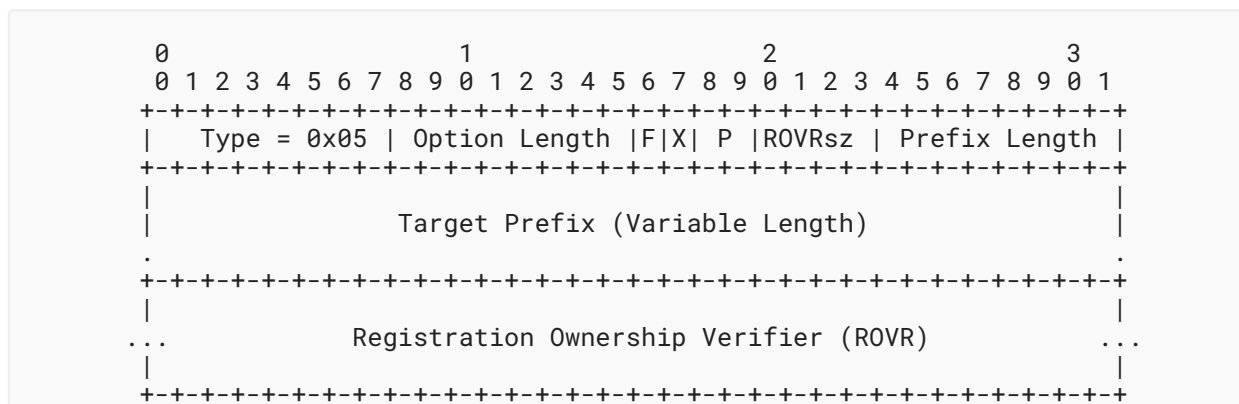 0                   1                   2                   3
 0 1 2 3 4 5 6 7 8 9 0 1 2 3 4 5 6 7 8 9 0 1 2 3 4 5 6 7 8 9 0 1
+-+-+-+-+-+-+-+-+-+-+-+-+-+-+-+-+-+-+-+-+-+-+-+-+-+-+-+-+-+-+-+-+
|   Type = 0x05 | Option Length |F|X| P |ROVRsz | Prefix Length |
+-+-+-+-+-+-+-+-+-+-+-+-+-+-+-+-+-+-+-+-+-+-+-+-+-+-+-+-+-+-+-+-+
|                                                               |
|                Target Prefix (Variable Length)                |
.                                                               .
+-+-+-+-+-+-+-+-+-+-+-+-+-+-+-+-+-+-+-+-+-+-+-+-+-+-+-+-+-+-+-+-+
|                                                               |
...            Registration Ownership Verifier (ROVR)           ...
|                                                               |
+-+-+-+-+-+-+-+-+-+-+-+-+-+-+-+-+-+-+-+-+-+-+-+-+-+-+-+-+-+-+-+-+